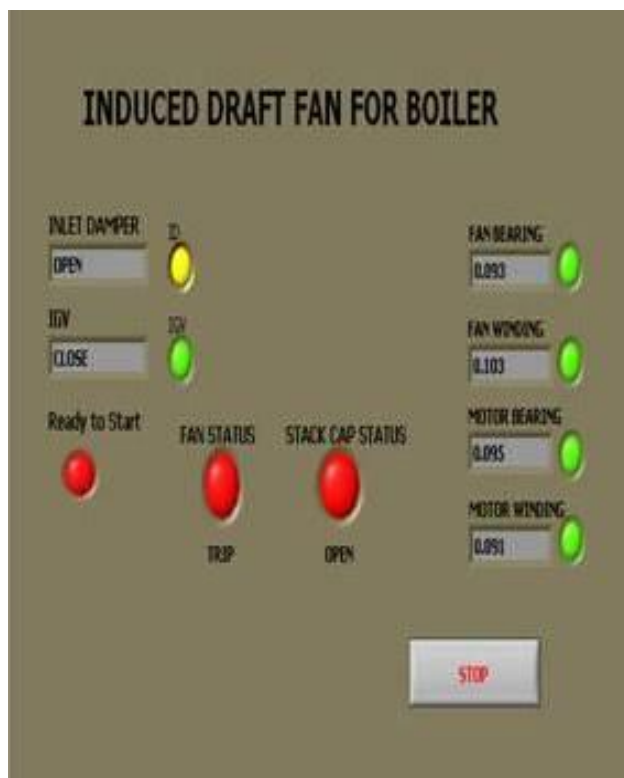 INDUCED DRAFT FAN FOR BOILER
INLET DAMPER
ID
OPEN
IGV
IGV
CLOSE
Ready to Start
FAN STATUS
TRIP
STACK CAP STATUS
OPEN
FAN BEARING
0.093
FAN WINDING
0.103
MOTOR BEARING
0.095
MOTOR WINDING
0.091
STOP